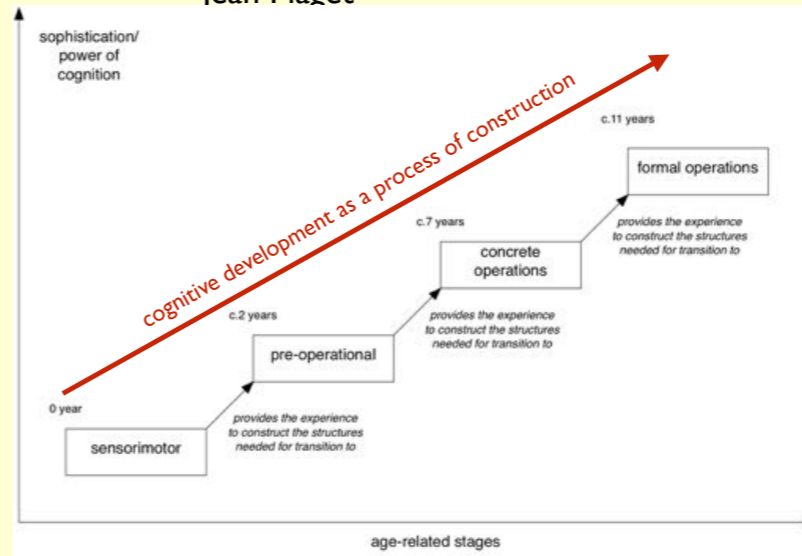 Jean Piaget
sophistication/
power of
cognition
cognitive development as a process of construction
c.11 years
formal operations
provides the experience
to construct the structures
needed for transition to
c.7 years
concrete
operations
provides the experience
to construct the structures
needed for transition to
c.2 years
pre-operational
provides the experience
to construct the structures
needed for transition to
0 year
sensorimotor
age-related stages